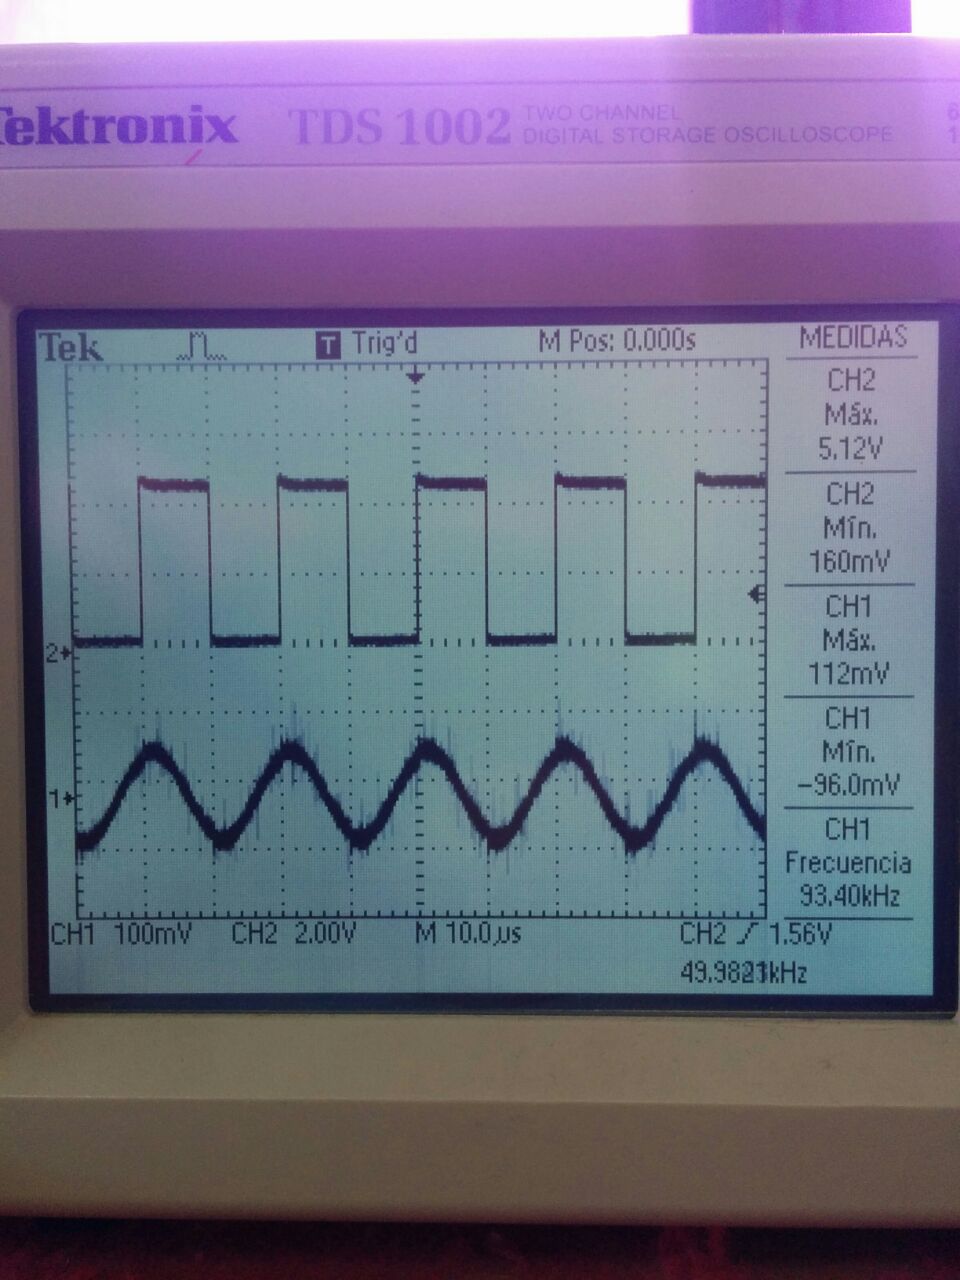 Tektronix TDS 1002 TWO CHANNEL
DIGITAL STORAGE OSCILLOSCOPE
Tek T Trig'd M Pos: 0.000s MEDIDAS
CH2
Máx.
5.12V
CH2
Mín.
160mV
CH1
Máx.
112mV
CH1
Mín.
-96.0mV
CH1
Frecuencia
93.40kHz
2
1
CH1 100mV CH2 2.00V M 10.0µs CH2 1.56V